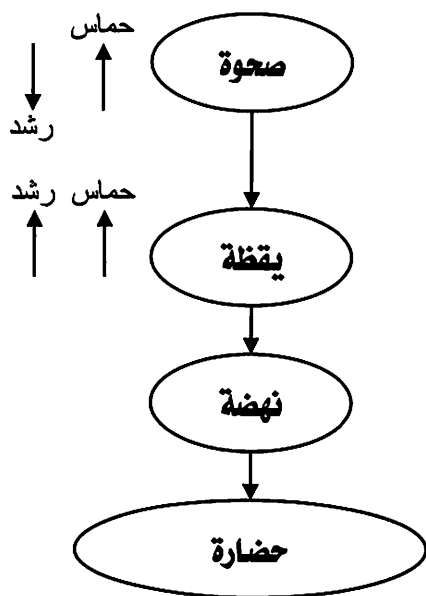 حماس
صحوة
رشد
حماس رشد
يقظة
نهضة
حضارة